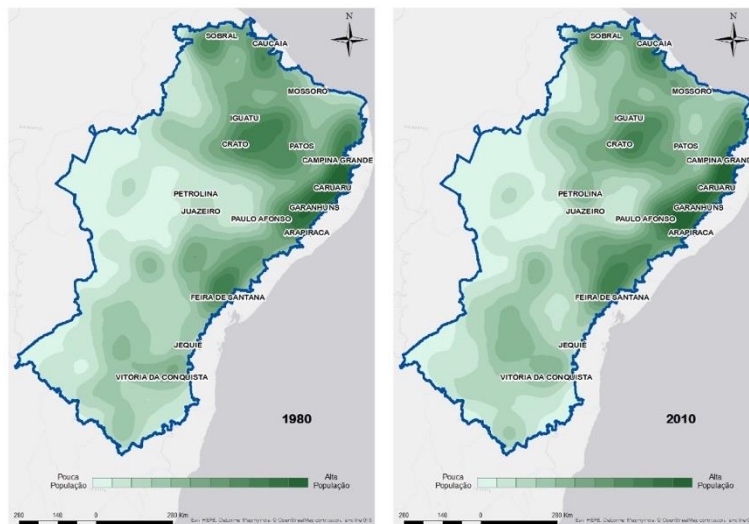 N
SOBRAL
CAUCAIA
MOSSORO
IGUATU
CRATO
PATOS
CAMPINA GRANDE
CARUARU
PETROLINA
GARANHUNS
JUAZEIRO
PAULO AFONSO
ARAPIRACA
FEIRA DE SANTANA
JEQUIÉ
VITÓRIA DA CONQUISTA
1980
Pouca
População
Alta
População
280 140 0 280 Km
N
SOBRAL
CAUCAIA
MOSSORO
IGUATU
CRATO
PATOS
CAMPINA GRANDE
CARUARU
PETROLINA
GARANHUNS
JUAZEIRO
PAULO AFONSO
ARAPIRACA
FEIRA DE SANTANA
JEQUIÉ
VITÓRIA DA CONQUISTA
2010
Pouca
População
Alta
População
260 140 0 280 Km